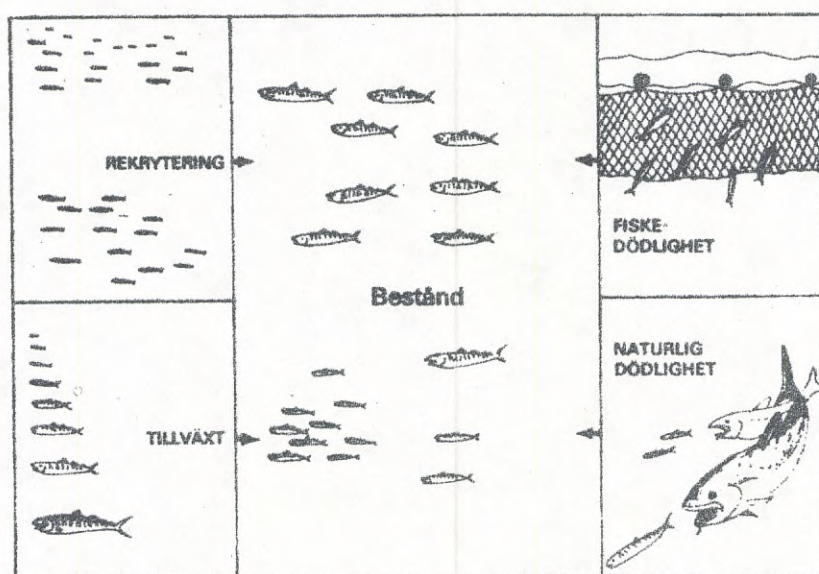 REKRYTERING
TILLVÄXT
Bestånd
FISKE-
DÖDLIGHET
NATURLIG
DÖDLIGHET